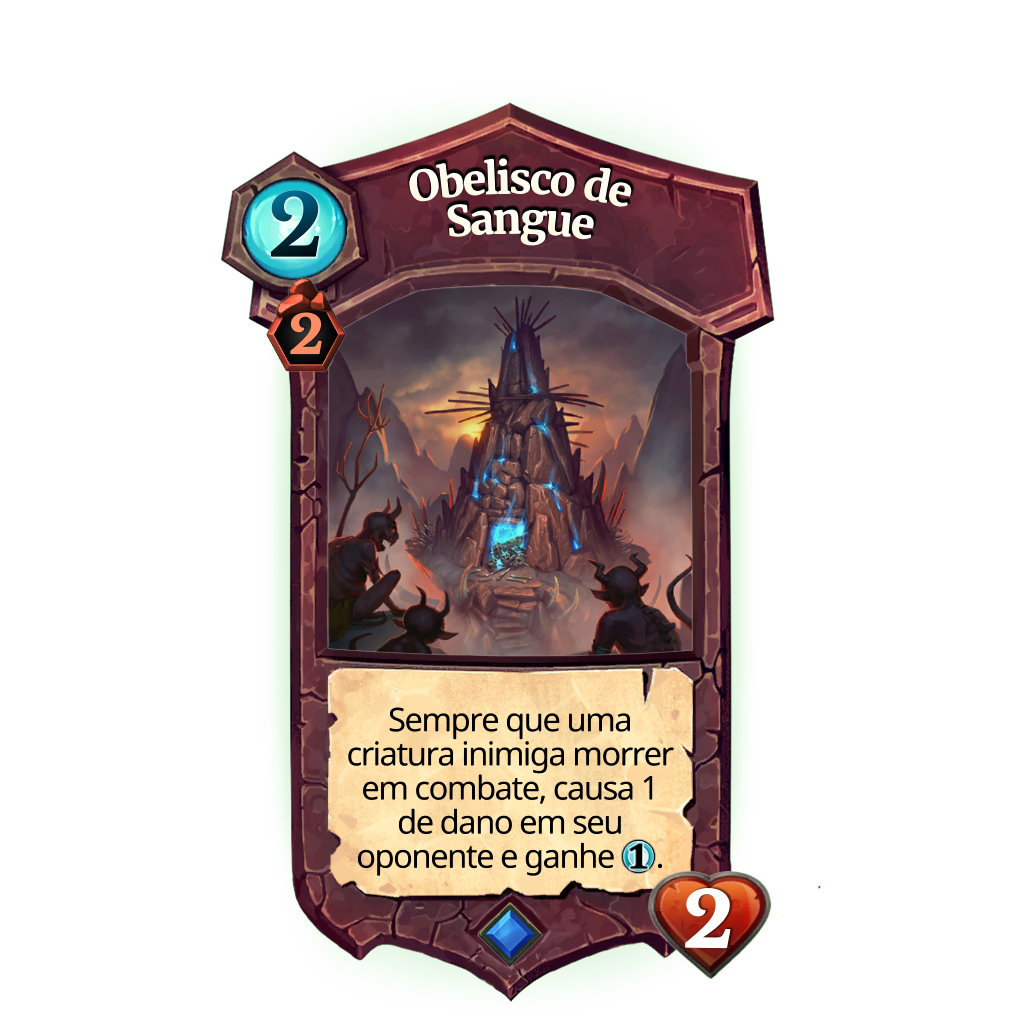 Obelisco de
Sangue
2
2
Sempre que uma
criatura inimiga morrer
em combate, causa 1
de dano em seu
oponente e ganhe 1.
2